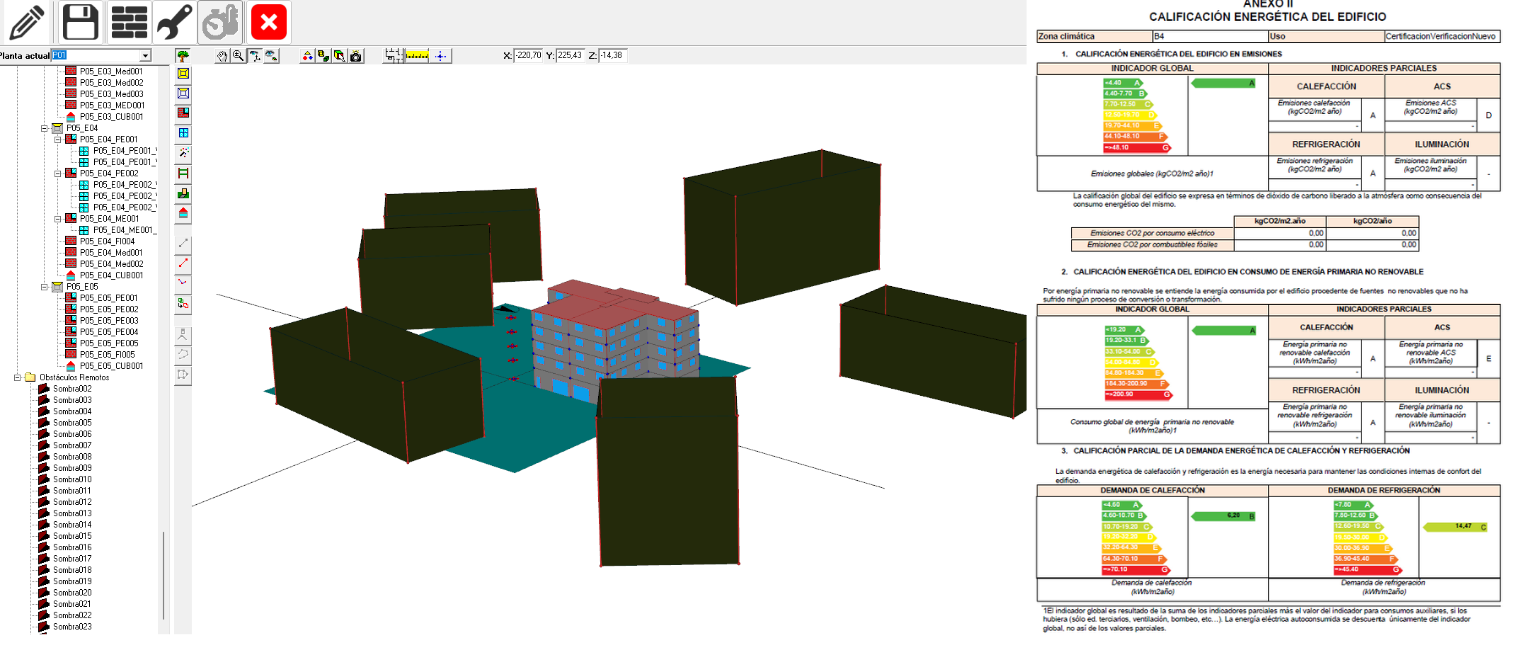 Planta actual P01
X: -220,70 Y: 225,43 Z: -14,38
P05_E03_Med001
P05_E03_Med002
P05_E03_Med003
P05_E03_MED001
P05_E03_CUB001
P05_E04
P05_E04_PE001
P05_E04_PE001_
P05_E04_PE001_
P05_E04_PE002
P05_E04_PE002_
P05_E04_PE002_
P05_E04_PE002_
P05_E04_ME001
P05_E04_ME001_
P05_E04_FI004
P05_E04_Med001
P05_E04_Med002
P05_E04_CUB001
P05_E05
P05_E05_PE001
P05_E05_PE002
P05_E05_PE003
P05_E05_PE004
P05_E05_PE005
P05_E05_FI005
P05_E05_CUB001
Obstáculos Remotos
Sombra002
Sombra003
Sombra004
Sombra005
Sombra006
Sombra007
Sombra008
Sombra009
Sombra010
Sombra011
Sombra012
Sombra013
Sombra014
Sombra015
Sombra016
Sombra017
Sombra018
Sombra019
Sombra020
Sombra021
Sombra022
Sombra023
ANEXO II
CALIFICACIÓN ENERGÉTICA DEL EDIFICIO
Zona climática B4 Uso CertificacionVerificacionNuevo
1. CALIFICACIÓN ENERGÉTICA DEL EDIFICIO EN EMISIONES
INDICADOR GLOBAL INDICADORES PARCIALES
<4.40 A
4.40-7.70 B
7.70-12.50 C
D
19.70-44.10 E
44.10-48.10 F
=>48.10 G
A
CALEFACCIÓN ACS
Emisiones calefacción
(kgCO2/m2 año)
A
-
Emisiones ACS
(kgCO2/m2 año)
D
-
REFRIGERACIÓN ILUMINACIÓN
Emisiones globales (kgCO2/m2 año)1
Emisiones refrigeración
(kgCO2/m2 año)
A
-
Emisiones iluminación
(kgCO2/m2 año)
-
-
La calificación global del edificio se expresa en términos de dióxido de carbono liberado a la atmósfera como consecuencia del
consumo energético del mismo.
kgCO2/m2.año kgCO2/año
Emisiones CO2 por consumo eléctrico 0,00 0,00
Emisiones CO2 por combustibles fósiles 0,00 0,00
2. CALIFICACIÓN ENERGÉTICA DEL EDIFICIO EN CONSUMO DE ENERGÍA PRIMARIA NO RENOVABLE
Por energía primaria no renovable se entiende la energía consumida por el edificio procedente de fuentes no renovables que no ha
sufrido ningún proceso de conversión o transformación.
INDICADOR GLOBAL INDICADORES PARCIALES
<19.20 A
19.20-33.1 B
33.10-54.00 C
D
84.80-184.30 E
184.30-200.90 F
=>200.90 G
A
CALEFACCIÓN ACS
Energía primaria no
renovable calefacción
(kWh/m2año)
A
-
Energía primaria no
renovable ACS
(kWh/m2año)
E
-
REFRIGERACIÓN ILUMINACIÓN
Consumo global de energía primaria no renovable
(kWh/m2año)1
Energía primaria no
renovable refrigeración
(kWh/m2año)
A
-
Energía primaria no
renovable iluminación
(kWh/m2año)
-
-
3. CALIFICACIÓN PARCIAL DE LA DEMANDA ENERGÉTICA DE CALEFACCIÓN Y REFRIGERACIÓN
La demanda energética de calefacción y refrigeración es la energía necesaria para mantener las condiciones internas de confort del
edificio.
DEMANDA DE CALEFACCIÓN DEMANDA DE REFRIGERACIÓN
<4.60 A
4.60-10.70 B
10.70-19.20 C
D
32.20-64.30 E
64.30-70.10 F
=>70.10 G
6,20 B
<7.80 A
7.80-12.60 B
12.60-19.50 C
D
30.00-36.90 E
36.90-45.40 F
=>45.40 G
14,47 C
Demanda de calefacción
(kWh/m2año)
Demanda de refrigeración
(kWh/m2año)
1El indicador global es resultado de la suma de los indicadores parciales más el valor del indicador para consumos auxiliares, si los
hubiera (sólo ed. terciarios, ventilación, bombeo, etc...). La energía eléctrica autoconsumida se descuenta únicamente del indicador
global, no así de los valores parciales.